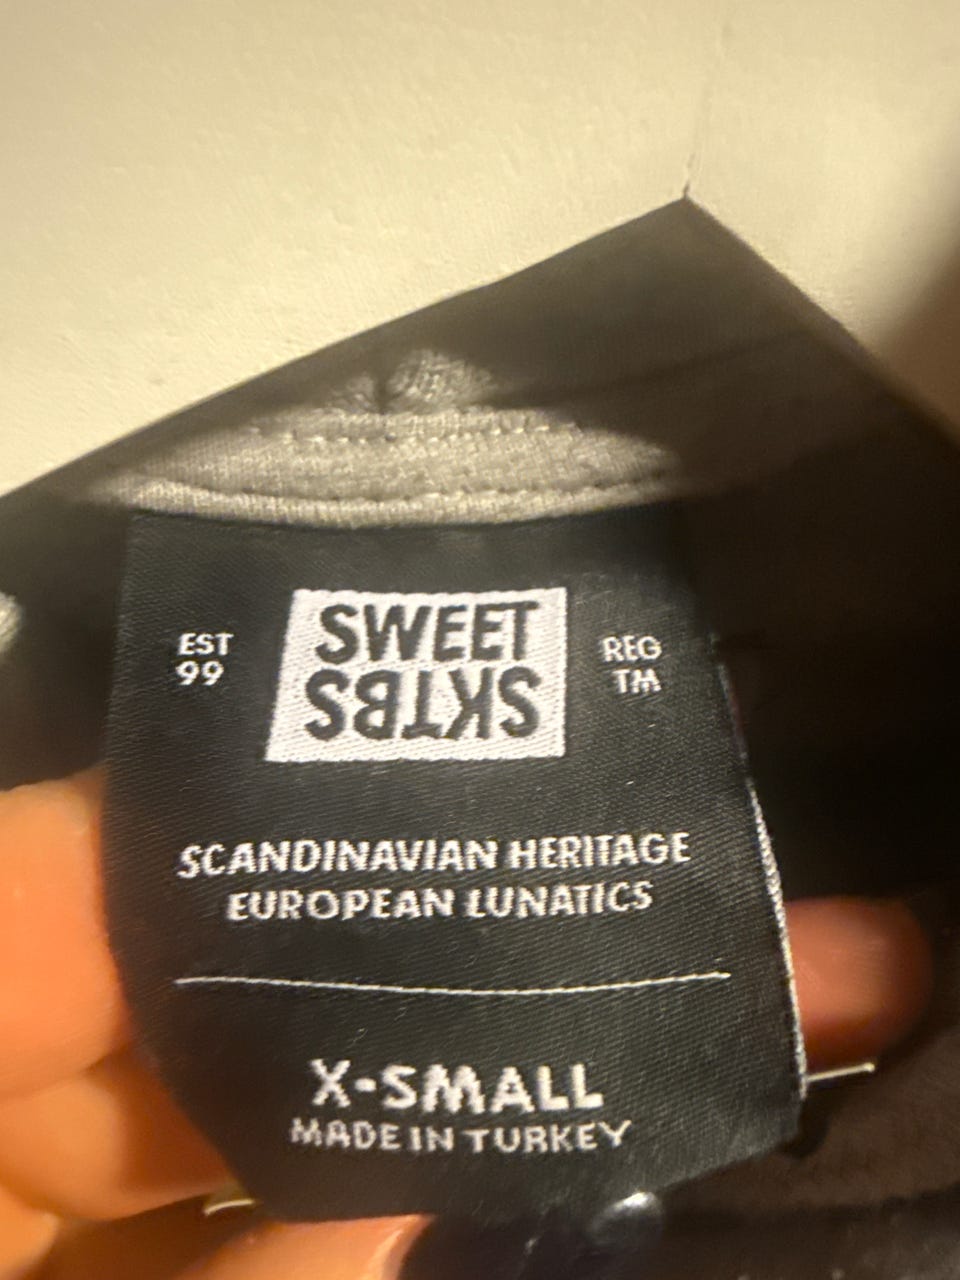 EST
99
SWEET
SKTBS
REG
TM
SCANDINAVIAN HERITAGE
EUROPEAN LUNATICS
X-SMALL
MADE IN TURKEY